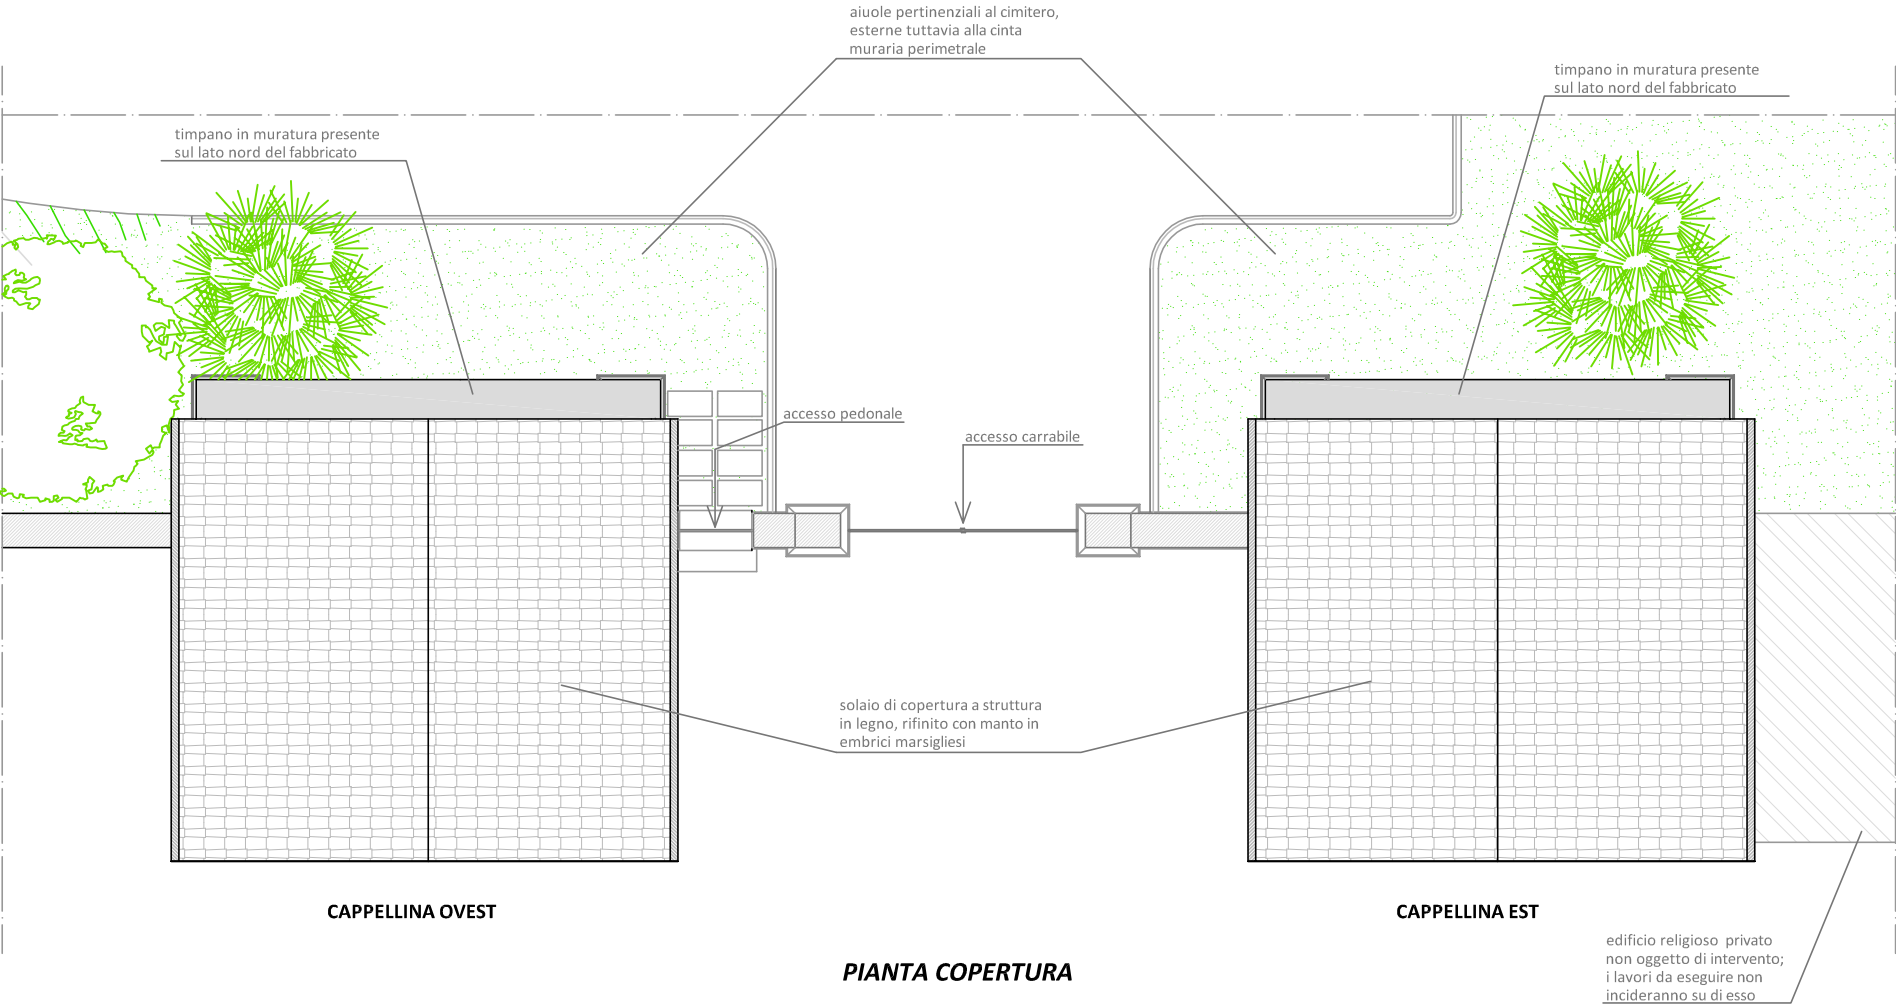 aiuole pertinenziali al cimitero,
esterne tuttavia alla cinta
muraria perimetrale
timpano in muratura presente
sul lato nord del fabbricato
timpano in muratura presente
sul lato nord del fabbricato
accesso pedonale
accesso carrabile
solaio di copertura a struttura
in legno, rifinito con manto in
embrici marsigliesi
CAPPELLINA OVEST
CAPPELLINA EST
edificio religioso privato
non oggetto di intervento;
i lavori da eseguire non
incideranno su di esso
PIANTA COPERTURA